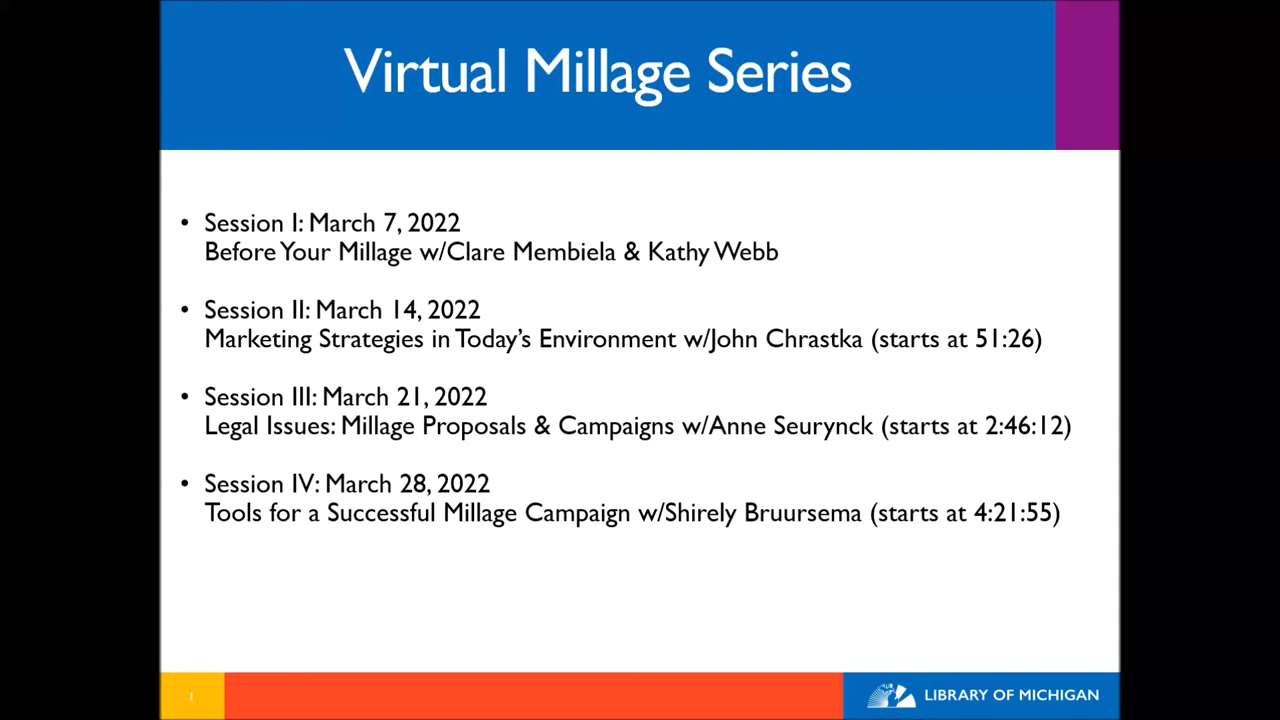 Virtual Millage Series
• Session I: March 7, 2022
Before Your Millage w/Clare Membiela & Kathy Webb
• Session II: March 14, 2022
Marketing Strategies in Today's Environment w/John Chrastka (starts at 51:26)
• Session III: March 21, 2022
Legal Issues: Millage Proposals & Campaigns w/Anne Seurynck (starts at 2:46:12)
• Session IV: March 28, 2022
Tools for a Successful Millage Campaign w/Shirely Bruursema (starts at 4:21:55)
1
LIBRARY OF MICHIGAN